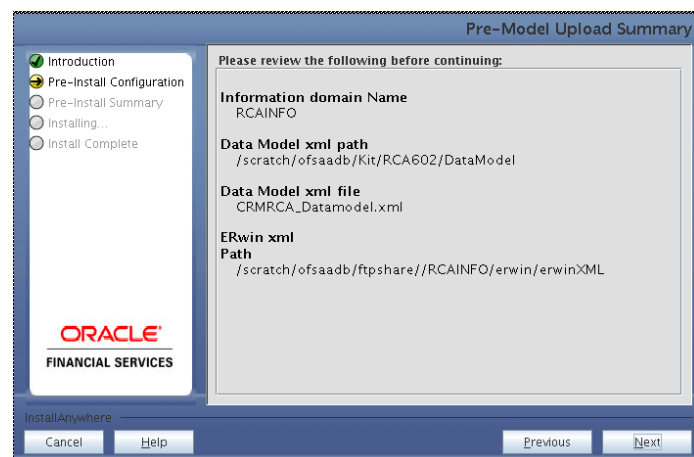 Pre-Model Upload Summary
Introduction
Pre-Install Configuration
Pre-Install Summary
Installing...
Install Complete
ORACLE
FINANCIAL SERVICES
Please review the following before continuing:
Information domain Name
RCAINFO
Data Model xml path
/scratch/ofsaadb/Kit/RCA602/DataModel
Data Model xml file
CRMRCA_Datamodel.xml
ERwin xml
Path
/scratch/ofsaadb/ftpshare//RCAINFO/erwin/erwinXML
InstallAnywhere
Cancel
Help
Previous
Next